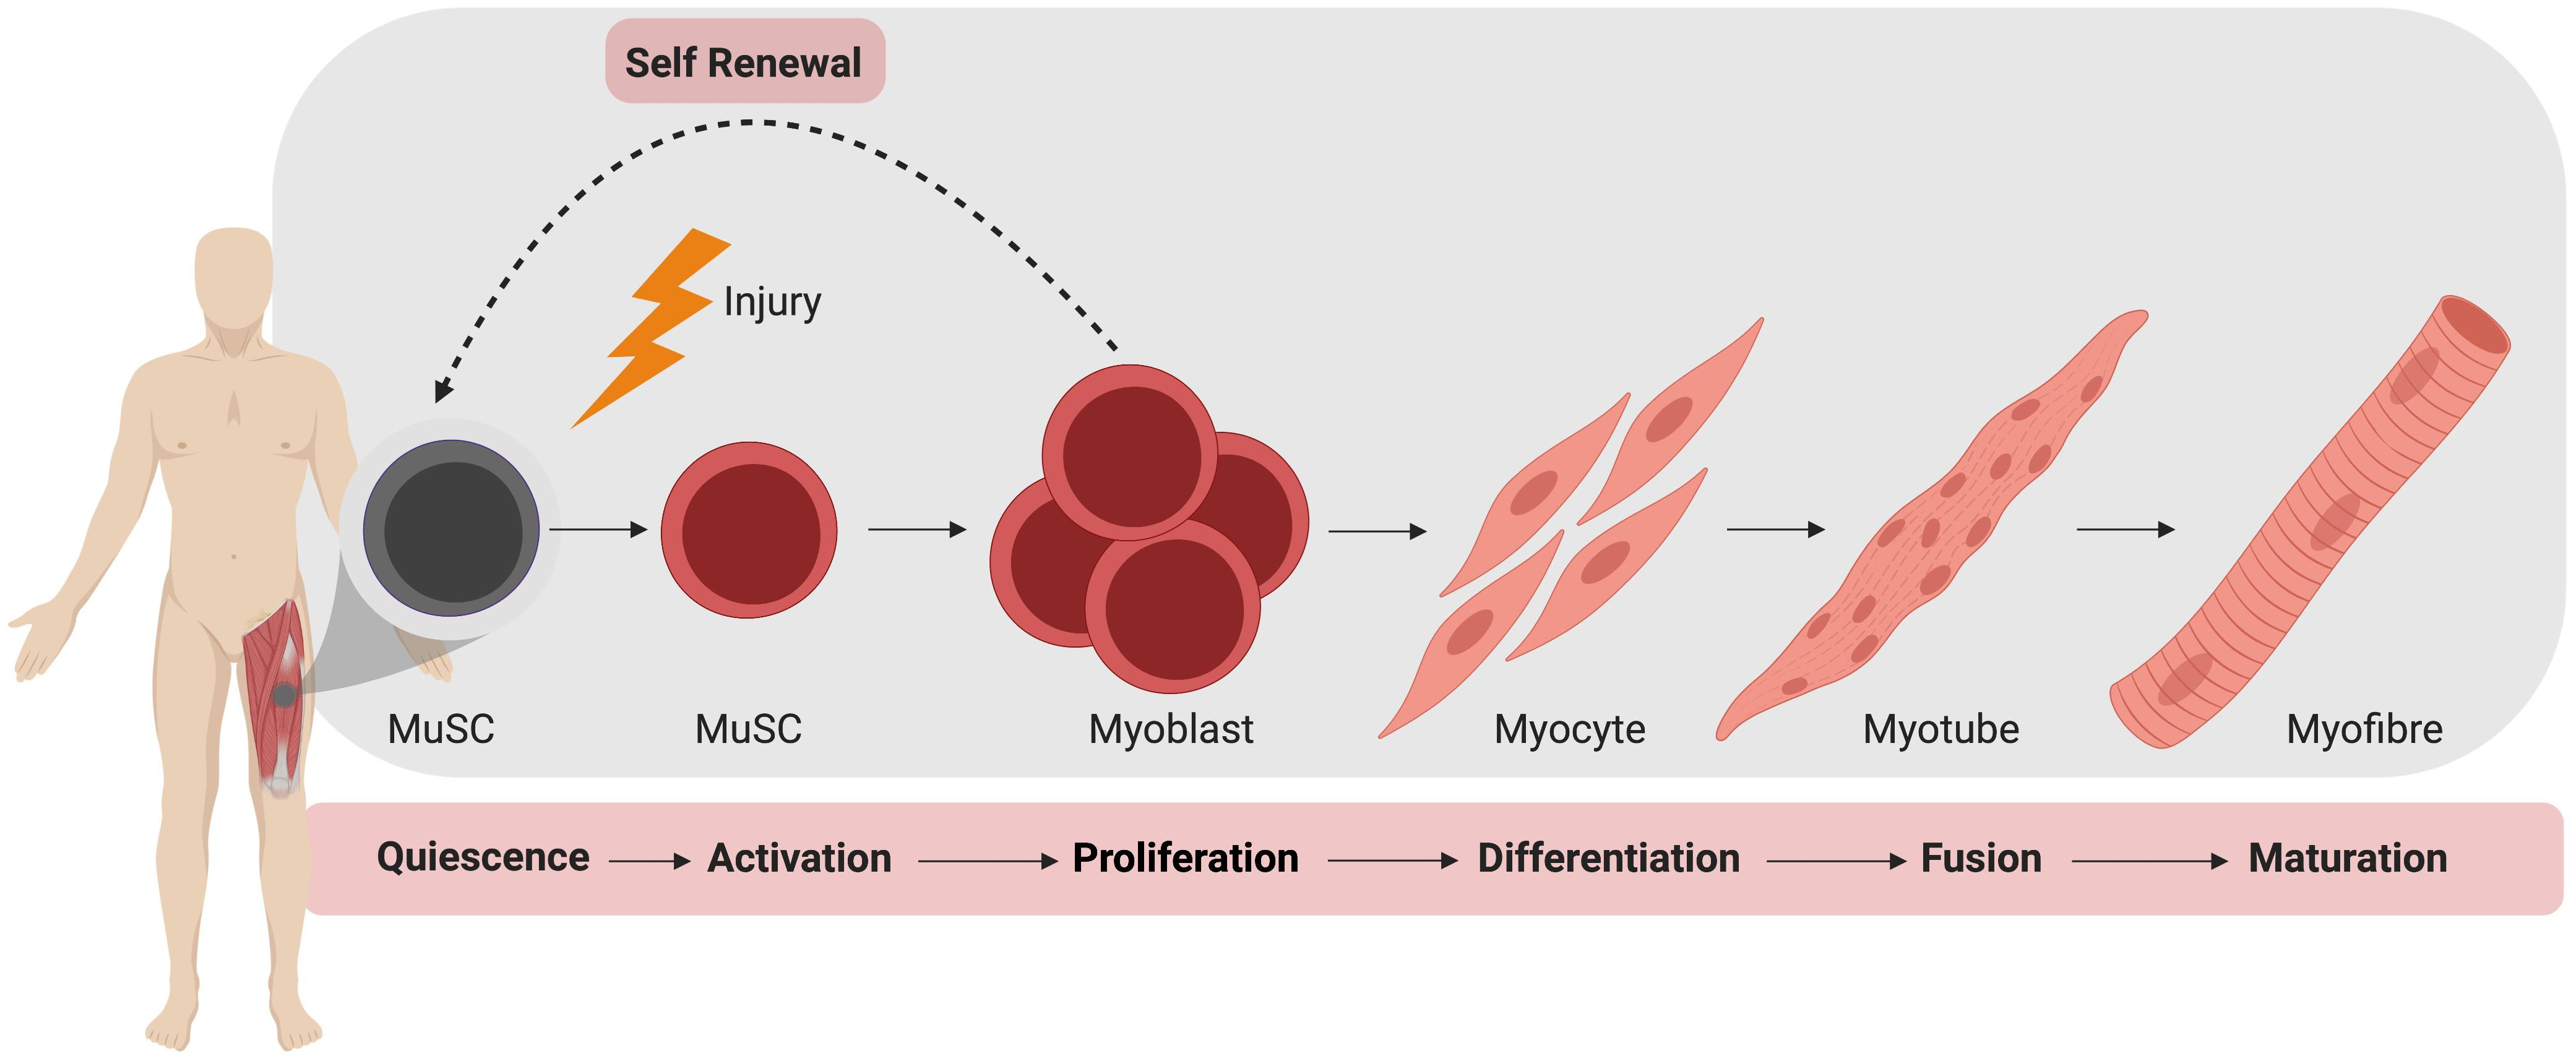 Self Renewal
Injury
MuSC
MuSC
Myoblast
Myocyte
Myotube
Myofibre
Quiescence
Activation
Proliferation
Differentiation
Fusion
Maturation